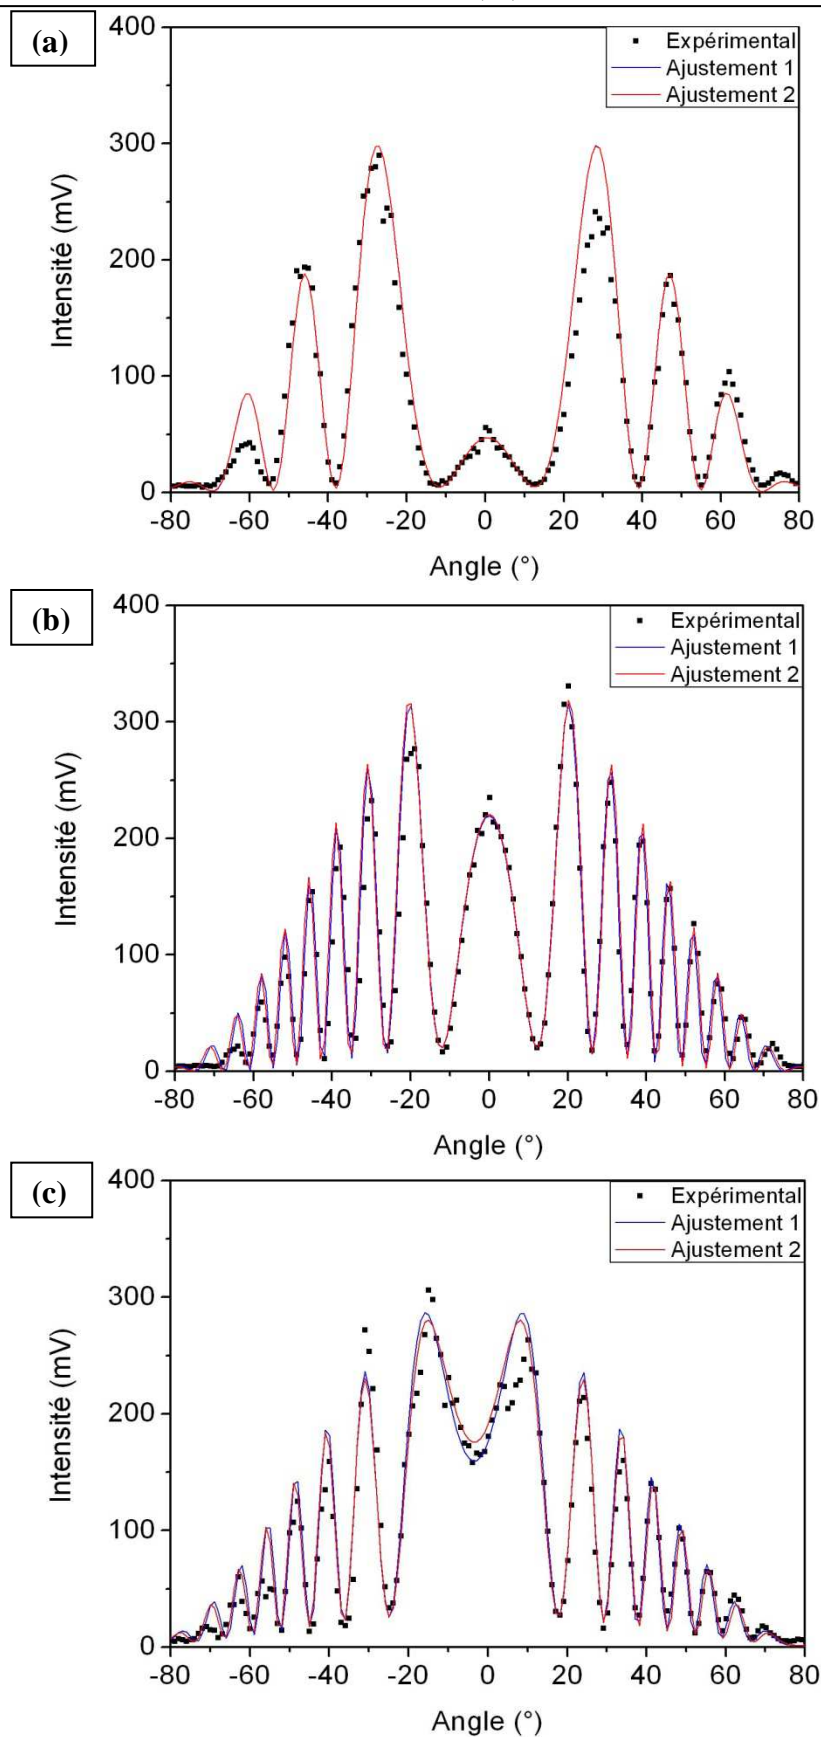 (a)
400
300
200
100
0
Intensité (mV)
Expérimental
Ajustement 1
Ajustement 2
-80 -60 -40 -20 0 20 40 60 80
Angle (°)
(b)
400
300
200
100
0
Intensité (mV)
Expérimental
Ajustement 1
Ajustement 2
-80 -60 -40 -20 0 20 40 60 80
Angle (°)
(c)
400
300
200
100
0
Intensité (mV)
Expérimental
Ajustement 1
Ajustement 2
-80 -60 -40 -20 0 20 40 60 80
Angle (°)